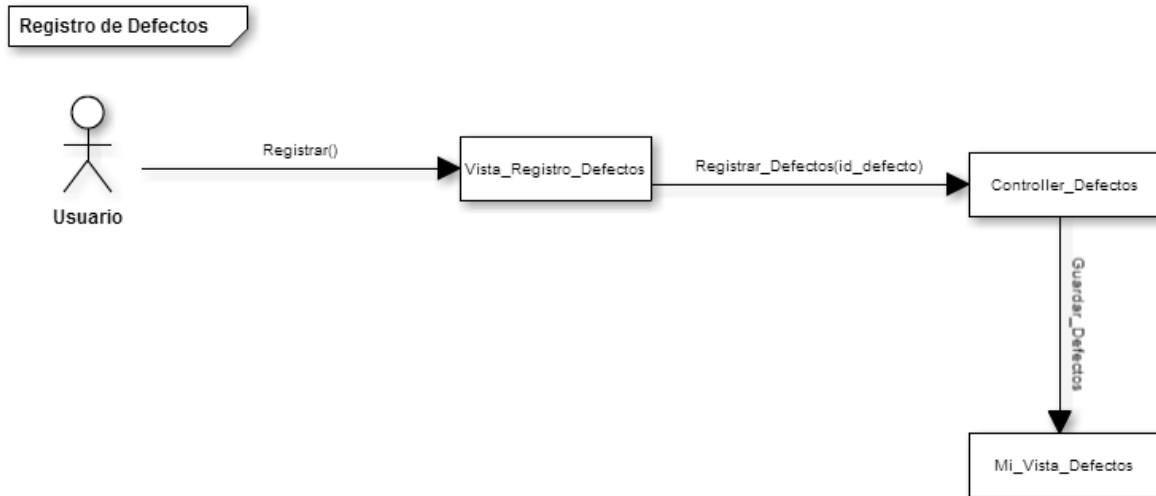 Registro de Defectos
Registrar()
Vista_Registro_Defectos
Registrar_Defectos(id_defecto)
Controller_Defectos
Usuario
Guardar_Defectos
Mi_Vista_Defectos